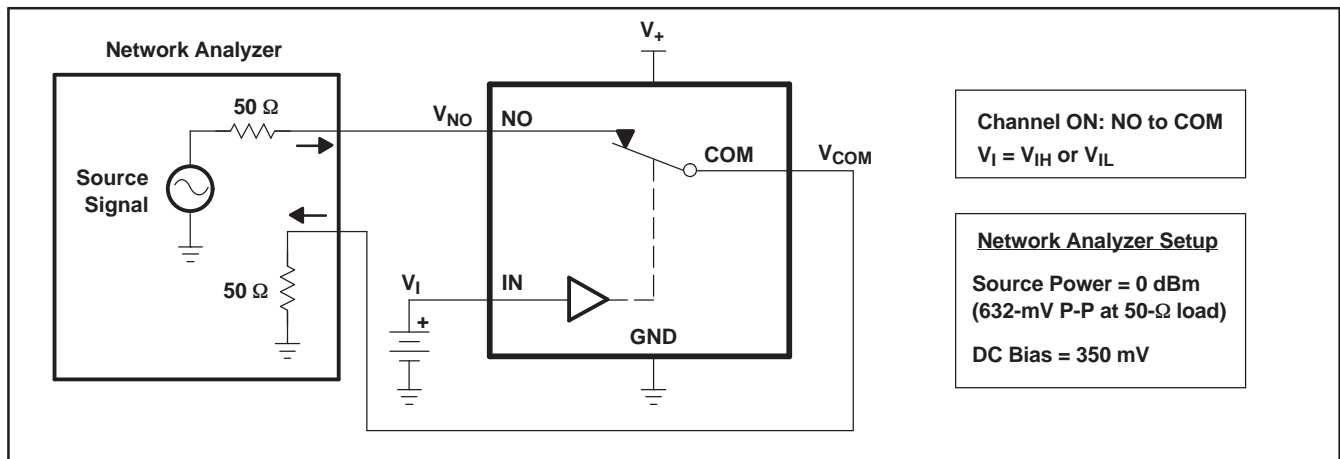 V+
Network Analyzer
50 Ω
VNO
NO
COM
VCOM
Source
Signal
50 Ω
VI
IN
+
GND
Channel ON: NO to COM
VI = VIH or VIL
Network Analyzer Setup
Source Power = 0 dBm
(632-mV P-P at 50-Ω load)
DC Bias = 350 mV